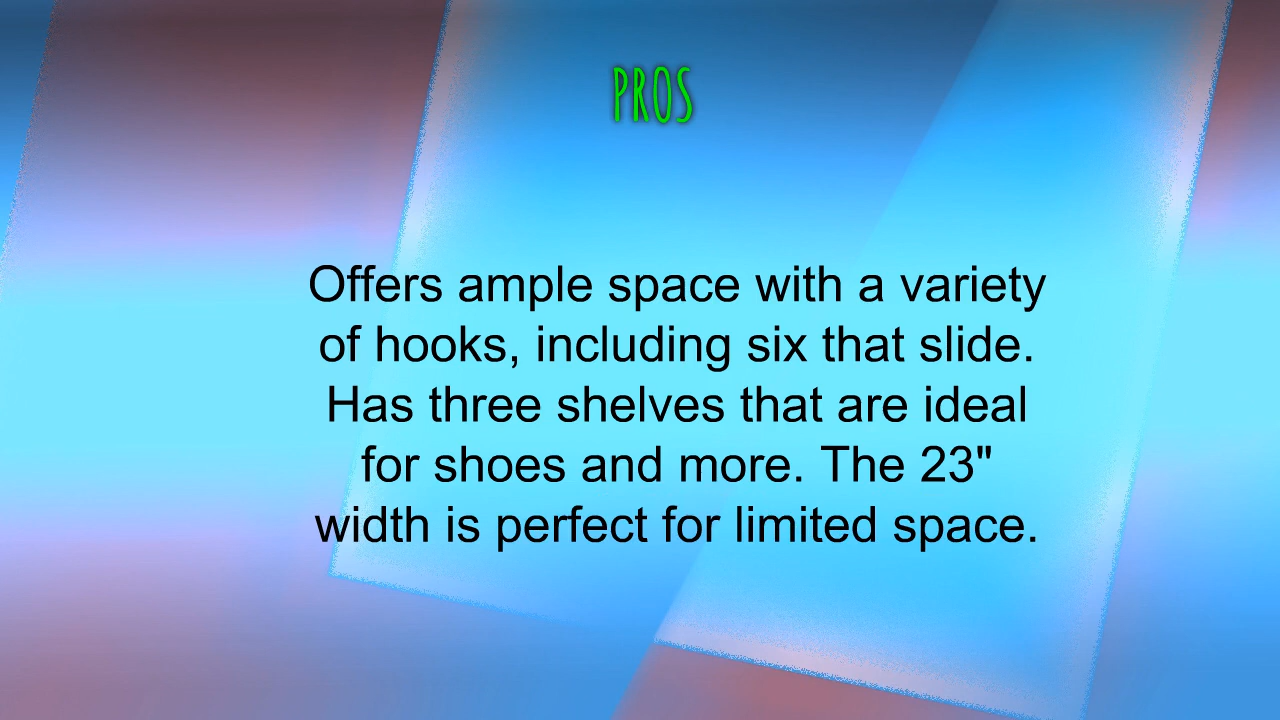 PROS
Offers ample space with a variety
of hooks, including six that slide.
Has three shelves that are ideal
for shoes and more. The 23"
width is perfect for limited space.